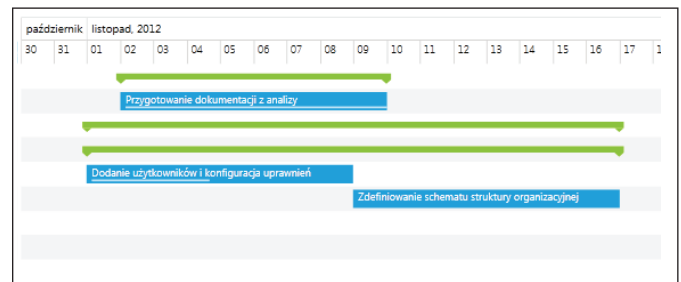 październik listopad, 2012
30 31 01 02 03 04 05 06 07 08 09 10 11 12 13 14 15 16 17 1
Przygotowanie dokumentacji z analizy
Dodanie użytkowników i konfiguracja uprawnień
Zdefiniowanie schematu struktury organizacyjnej